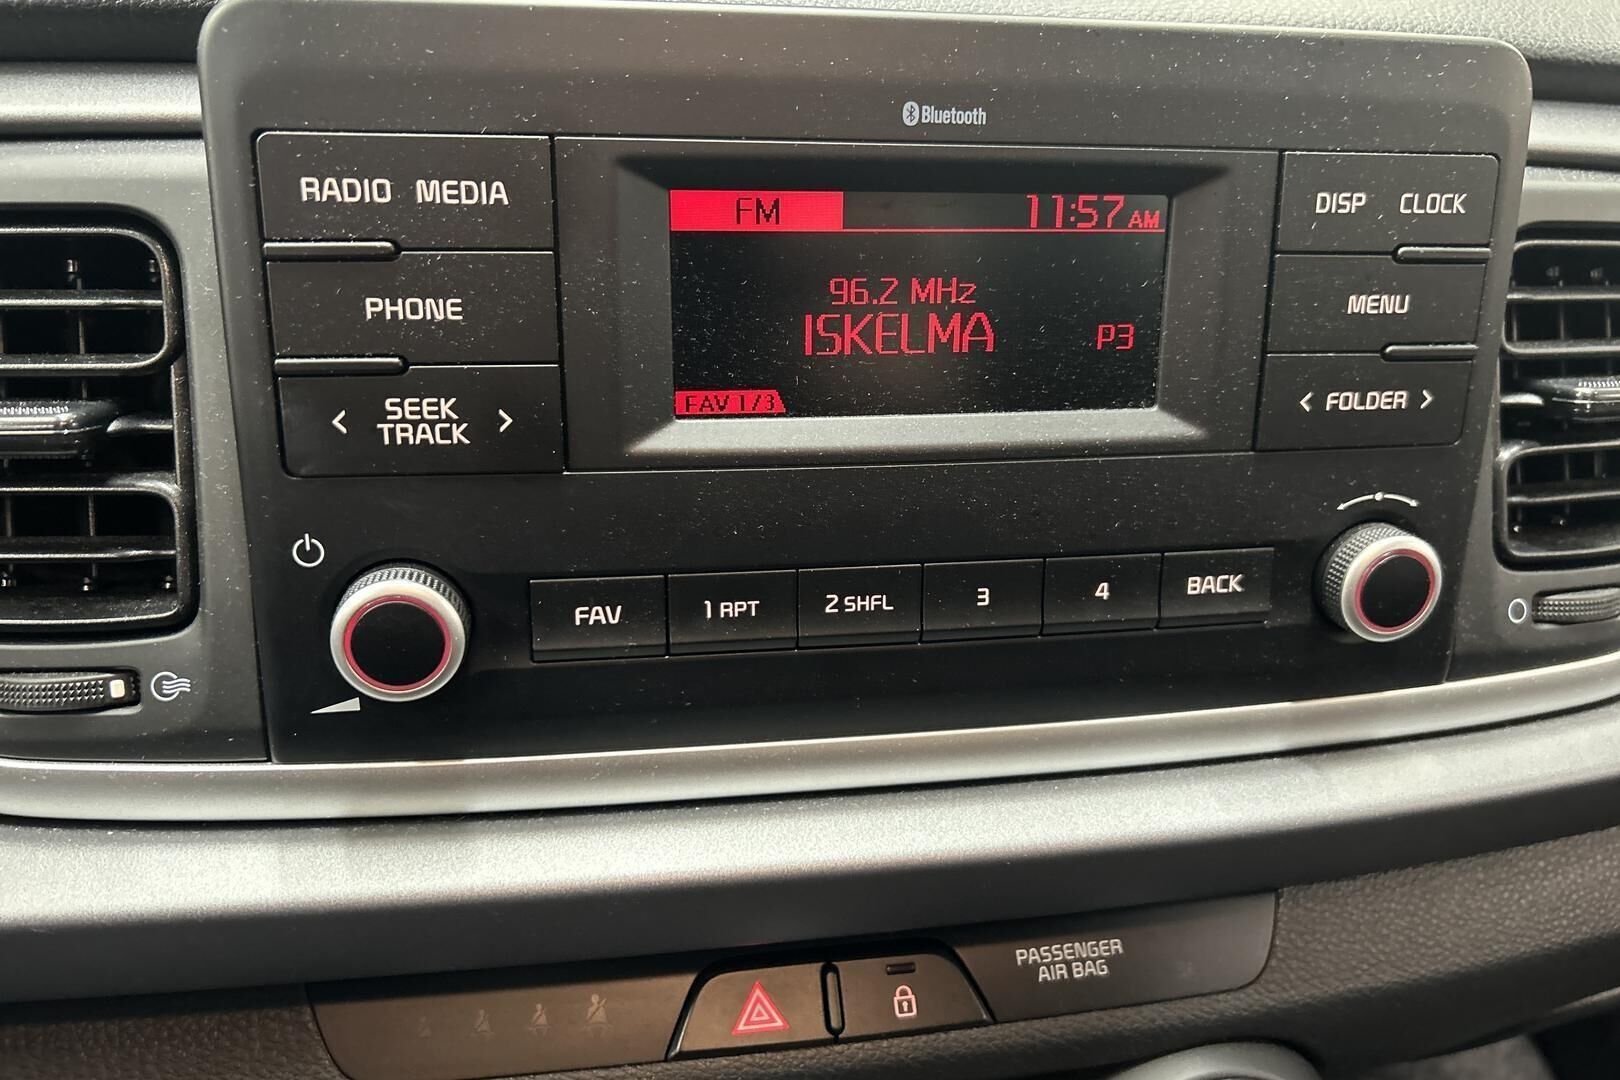 Bluetooth
RADIO MEDIA
PHONE
< SEEK TRACK >
FM 11:57 AM
96.2 MHz
ISKELMA P3
FAV 1/3
DISP CLOCK
MENU
< FOLDER >
FAV 1 RPT 2 SHFL 3 4 BACK
PASSENGER
AIR BAG